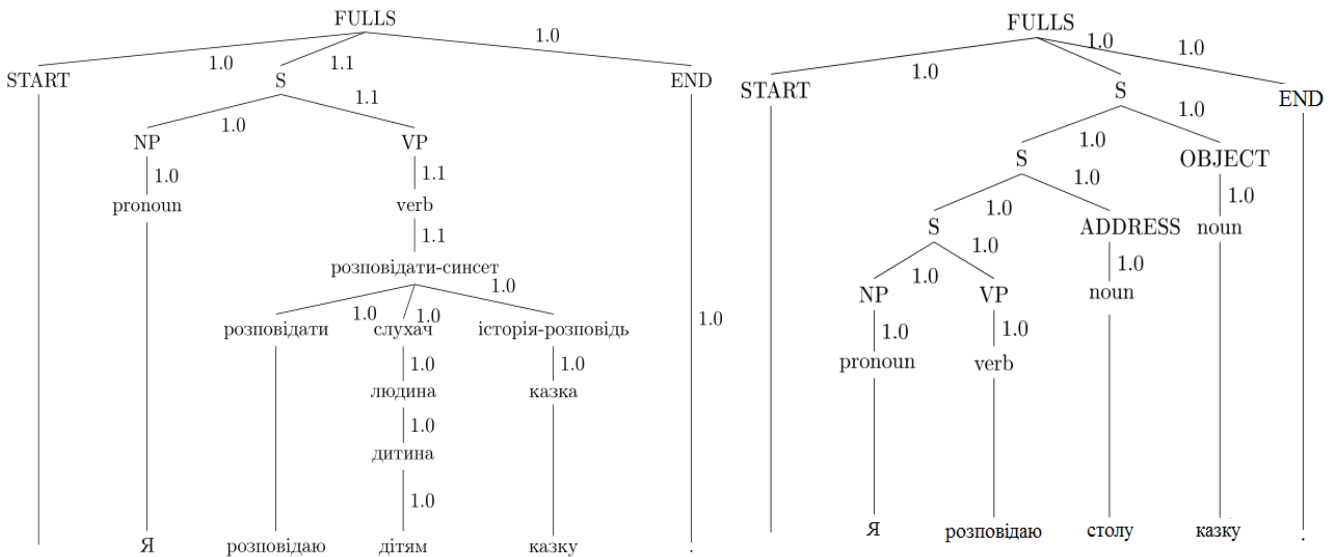 FULLS
1.0 1.1 1.0
START S END
1.0 1.1
NP VP
1.0 1.1
pronoun verb
1.1
розповідати-синсет
1.0 1.0 1.0
розповідати слухач історія-розповідь
1.0 1.0 1.0
людина казка
1.0
дитина
1.0
Я розповідаю дітям казку .
FULLS
1.0 1.0 1.0
START S END
1.0 1.0
S OBJECT
1.0 1.0 1.0
S ADDRESS noun
1.0 1.0 1.0
NP VP noun
1.0 1.0
pronoun verb
Я розповідаю столу казку .